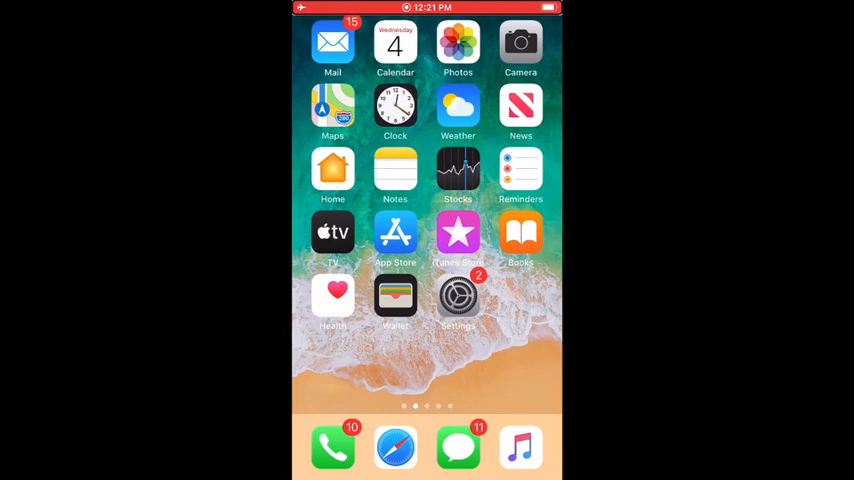 12:21 PM
15
Wednesday
4
Mail
Calendar
Photos
Camera
280
Maps
12
Clock
Weather
News
Home
Notes
Stocks
Reminders
tv
TV
App Store
iTunes Store
Books
2
Health
Wallet
Settings
10
11